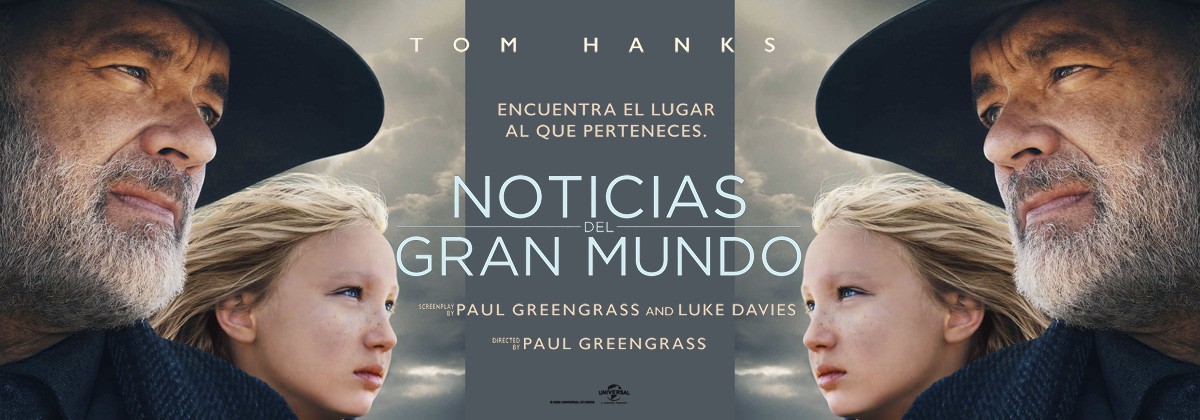 TOM HANKS
ENCUENTRA EL LUGAR
AL QUE PERTENECES.
NOTICIAS
DEL
GRAN MUNDO
SCREENPLAY BY PAUL GREENGRASS AND LUKE DAVIES
DIRECTED BY PAUL GREENGRASS
UNIVERSAL